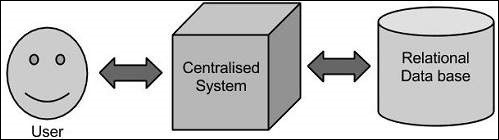 User
Centralised
System
Relational
Data base